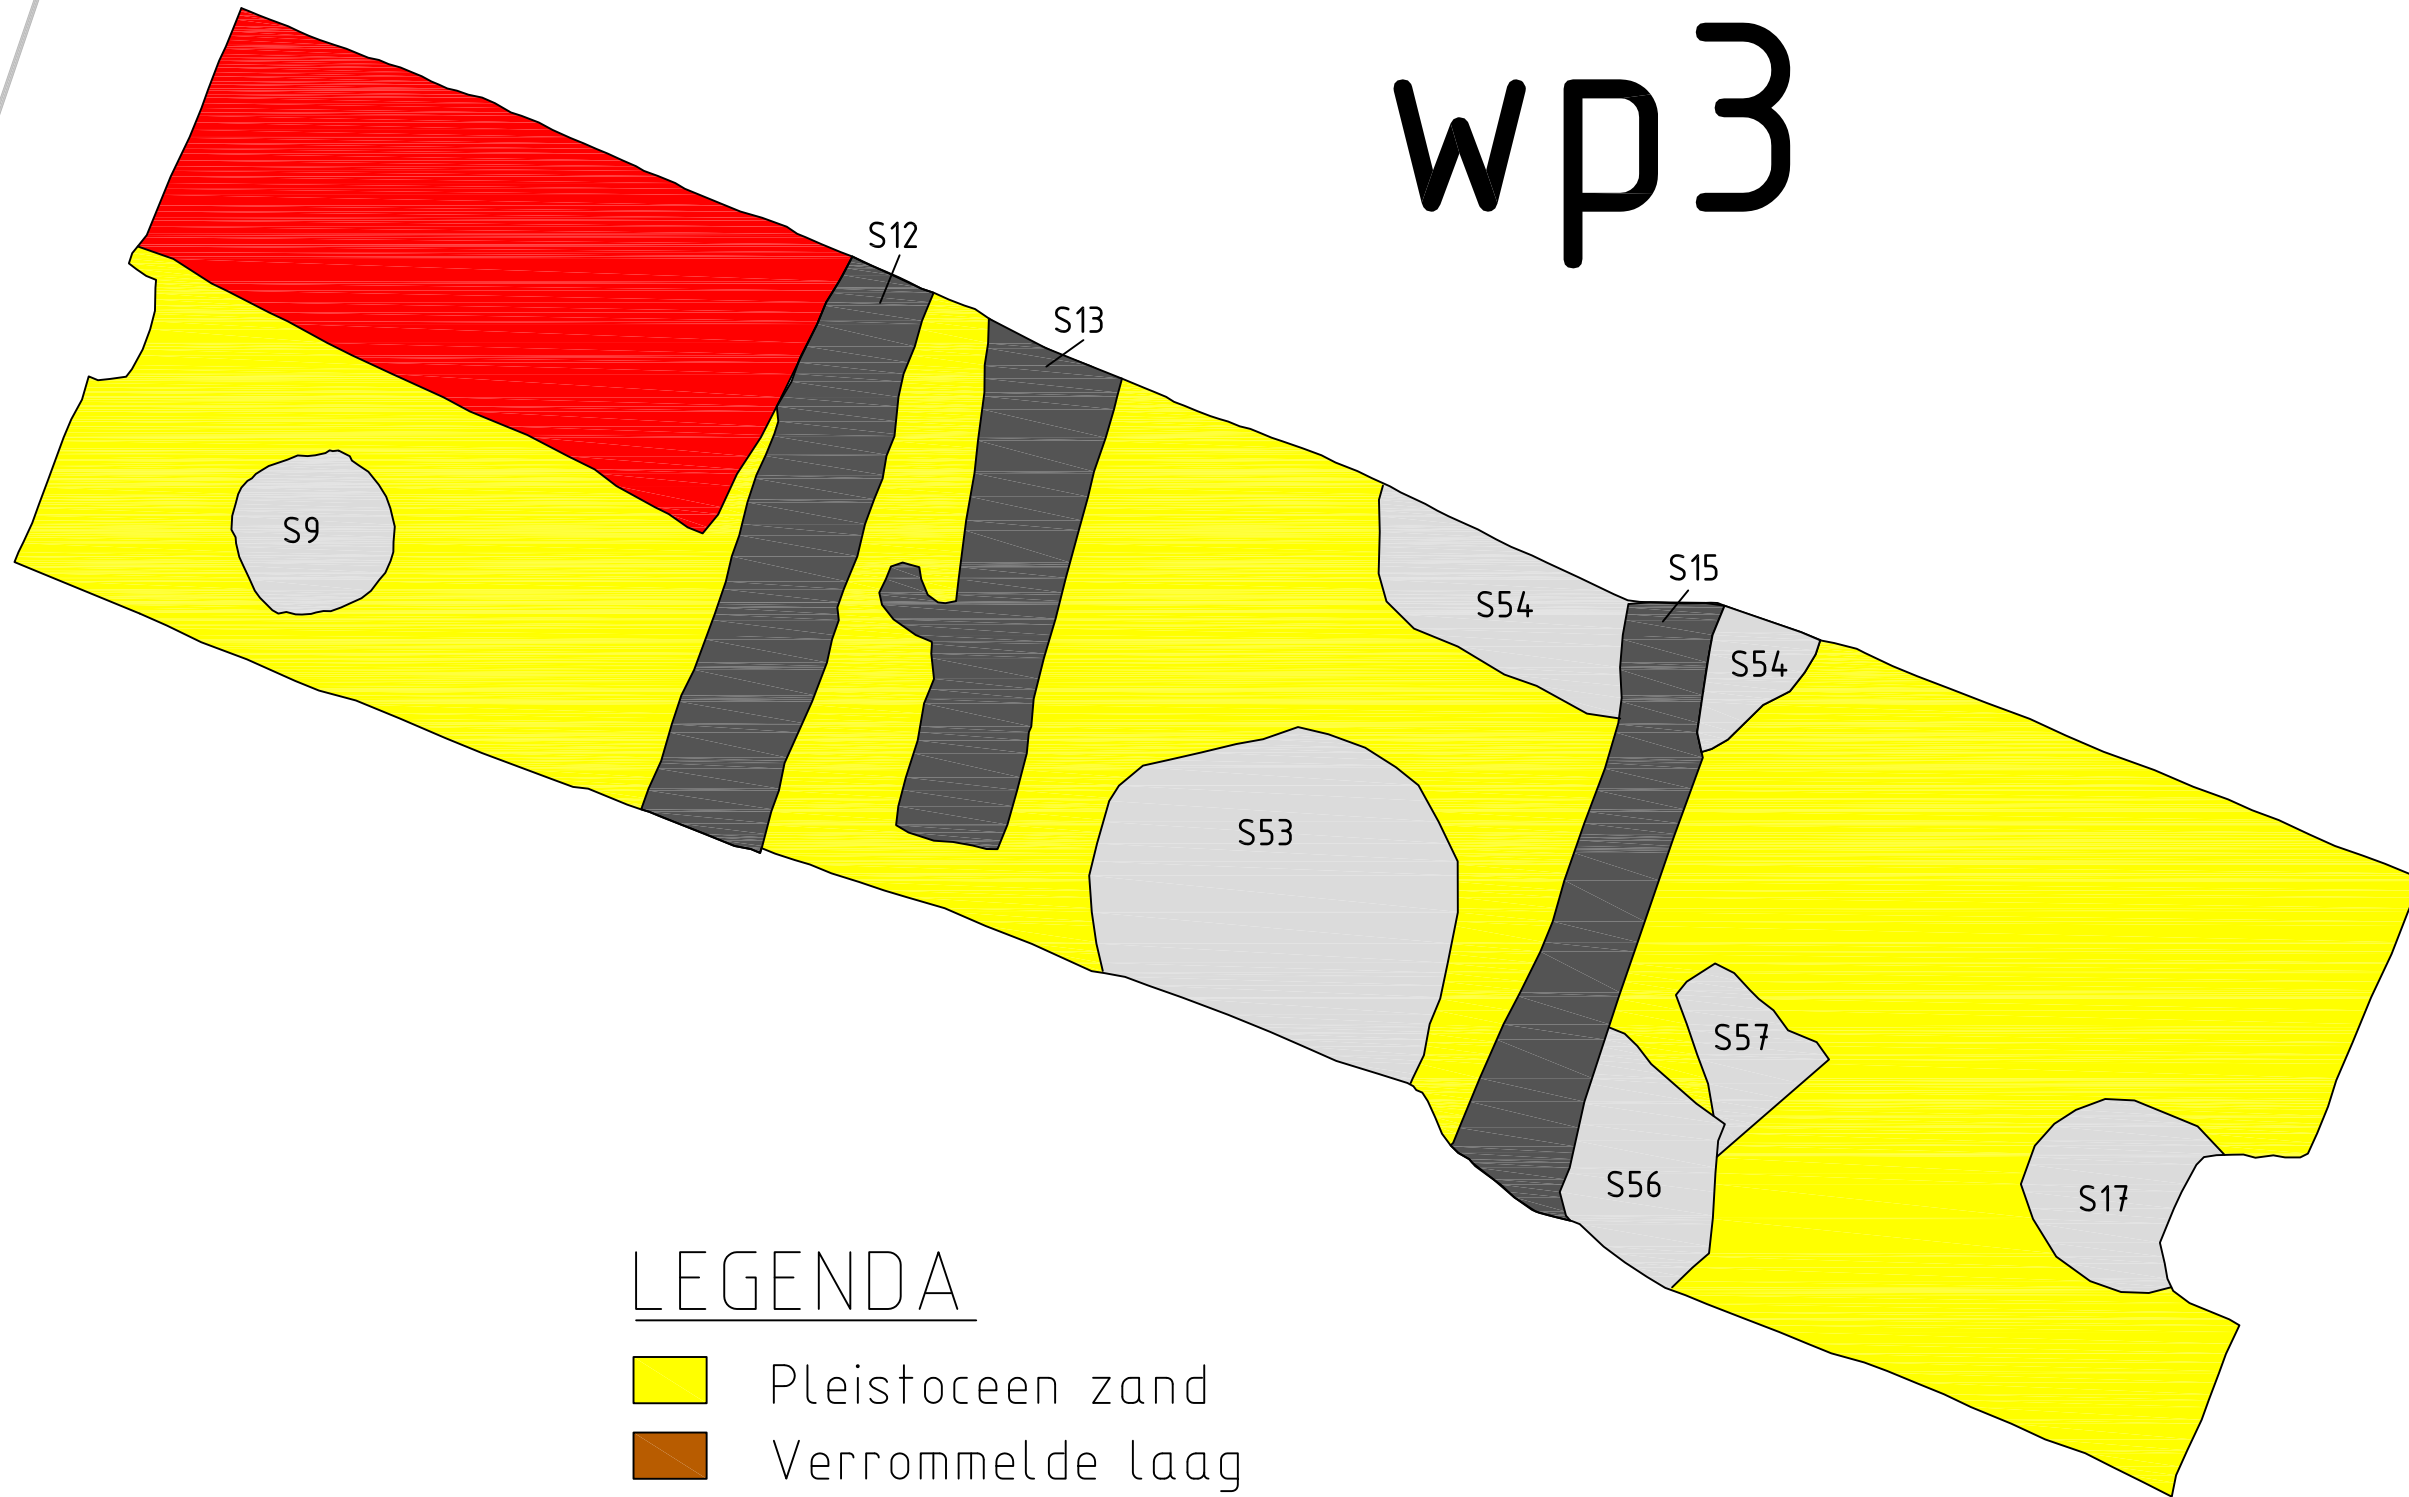 wp3
S12
S13
S9
S15
S54
S54
S53
S57
S56
S17
LEGENDA
Pleistoceen zand
Verrommelde laag